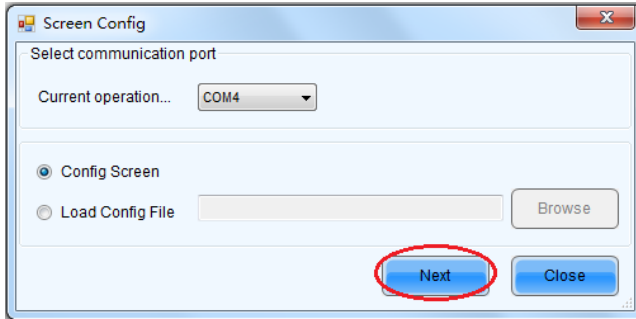 Screen Config
Select communication port
Current operation... COM4
Config Screen
Load Config File Browse
Next Close